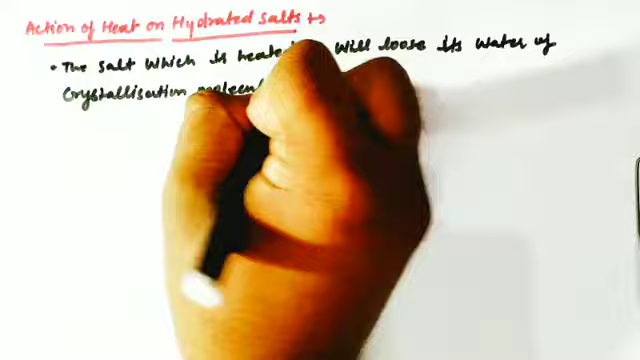 Action of Heat on Hydrated Salts +→
• The Salt which is heated will loose its water of
Crystallisation